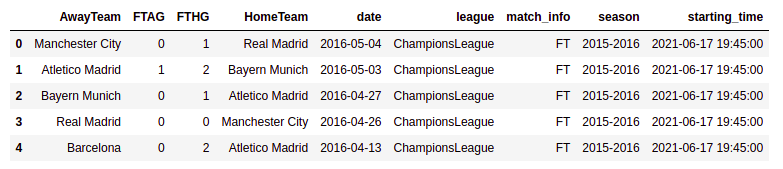 AwayTeam FTAG FTHG HomeTeam date league match_info season starting_time
0 Manchester City 0 1 Real Madrid 2016-05-04 ChampionsLeague FT 2015-2016 2021-06-17 19:45:00
1 Atletico Madrid 1 2 Bayern Munich 2016-05-03 ChampionsLeague FT 2015-2016 2021-06-17 19:45:00
2 Bayern Munich 0 1 Atletico Madrid 2016-04-27 ChampionsLeague FT 2015-2016 2021-06-17 19:45:00
3 Real Madrid 0 0 Manchester City 2016-04-26 ChampionsLeague FT 2015-2016 2021-06-17 19:45:00
4 Barcelona 0 2 Atletico Madrid 2016-04-13 ChampionsLeague FT 2015-2016 2021-06-17 19:45:00